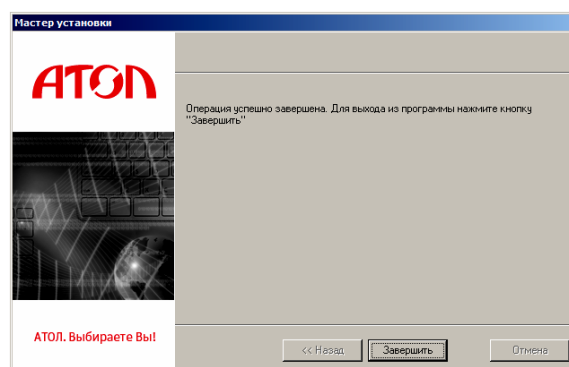 Мастер установки
АТОЛ
Операция успешно завершена. Для выхода из программы нажмите кнопку
"Завершить"
АТОЛ. Выбираете Вы!
<< Назад
Завершить
Отмена